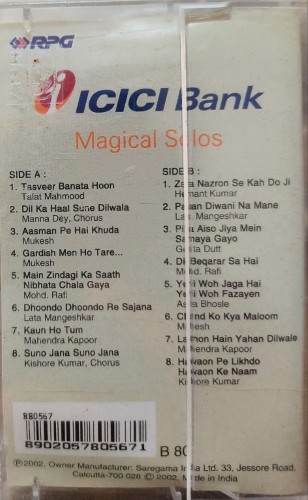 RPG
ICICI Bank
Magical Solos
SIDE A :
1. Tasveer Banata Hoon
Talat Mahmood
2. Dil Ka Haal Sune Dilwala
Manna Dey, Chorus
3. Aasman Pe Hai Khuda
Mukesh
4. Gardish Men Ho Tare...
Mukesh
5. Main Zindagi Ka Saath
Nibhata Chala Gaya
Mohd. Rafi
6. Dhoondo Dhoondo Re Sajana
Lata Mangeshkar
7. Kaun Ho Tum
Mahendra Kapoor
8. Suno Jana Suno Jana
Kishore Kumar, Chorus
SIDE B :
1. Zara Nazron Se Kah Do Ji
Hemant Kumar
2. Pawan Diwani Na Mane
Lata Mangeshkar
3. Piya Aiso Jiya Mein
Samaya Gayo
Geeta Dutt
4. Dil Beqarar Sa Hai
Mohd. Rafi
5. Yehi Woh Jaga Hai
Yehi Woh Fazayen
Asha Bhosle
6. Chand Ko Kya Maloom
Mukesh
7. Lakhon Hain Yahan Dilwale
Mahendra Kapoor
8. Hawaon Pe Likhdo
Hawaon Ke Naam
Kishore Kumar
B80567
8902057805671
B 80
℗2002, Owner Manufacturer: Saregama India Ltd. 33, Jessore Road,
Calcutta-700 028 © 2002, Made in India